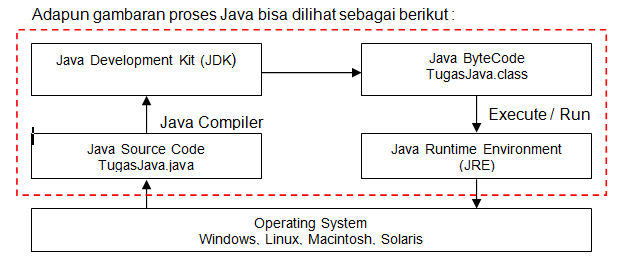 Adapun gambaran proses Java bisa dilihat sebagai berikut :
Java Development Kit (JDK)
Java ByteCode
TugasJava.class
Java Compiler
Execute / Run
Java Source Code
TugasJava.java
Java Runtime Environment
(JRE)
Operating System
Windows, Linux, Macintosh, Solaris